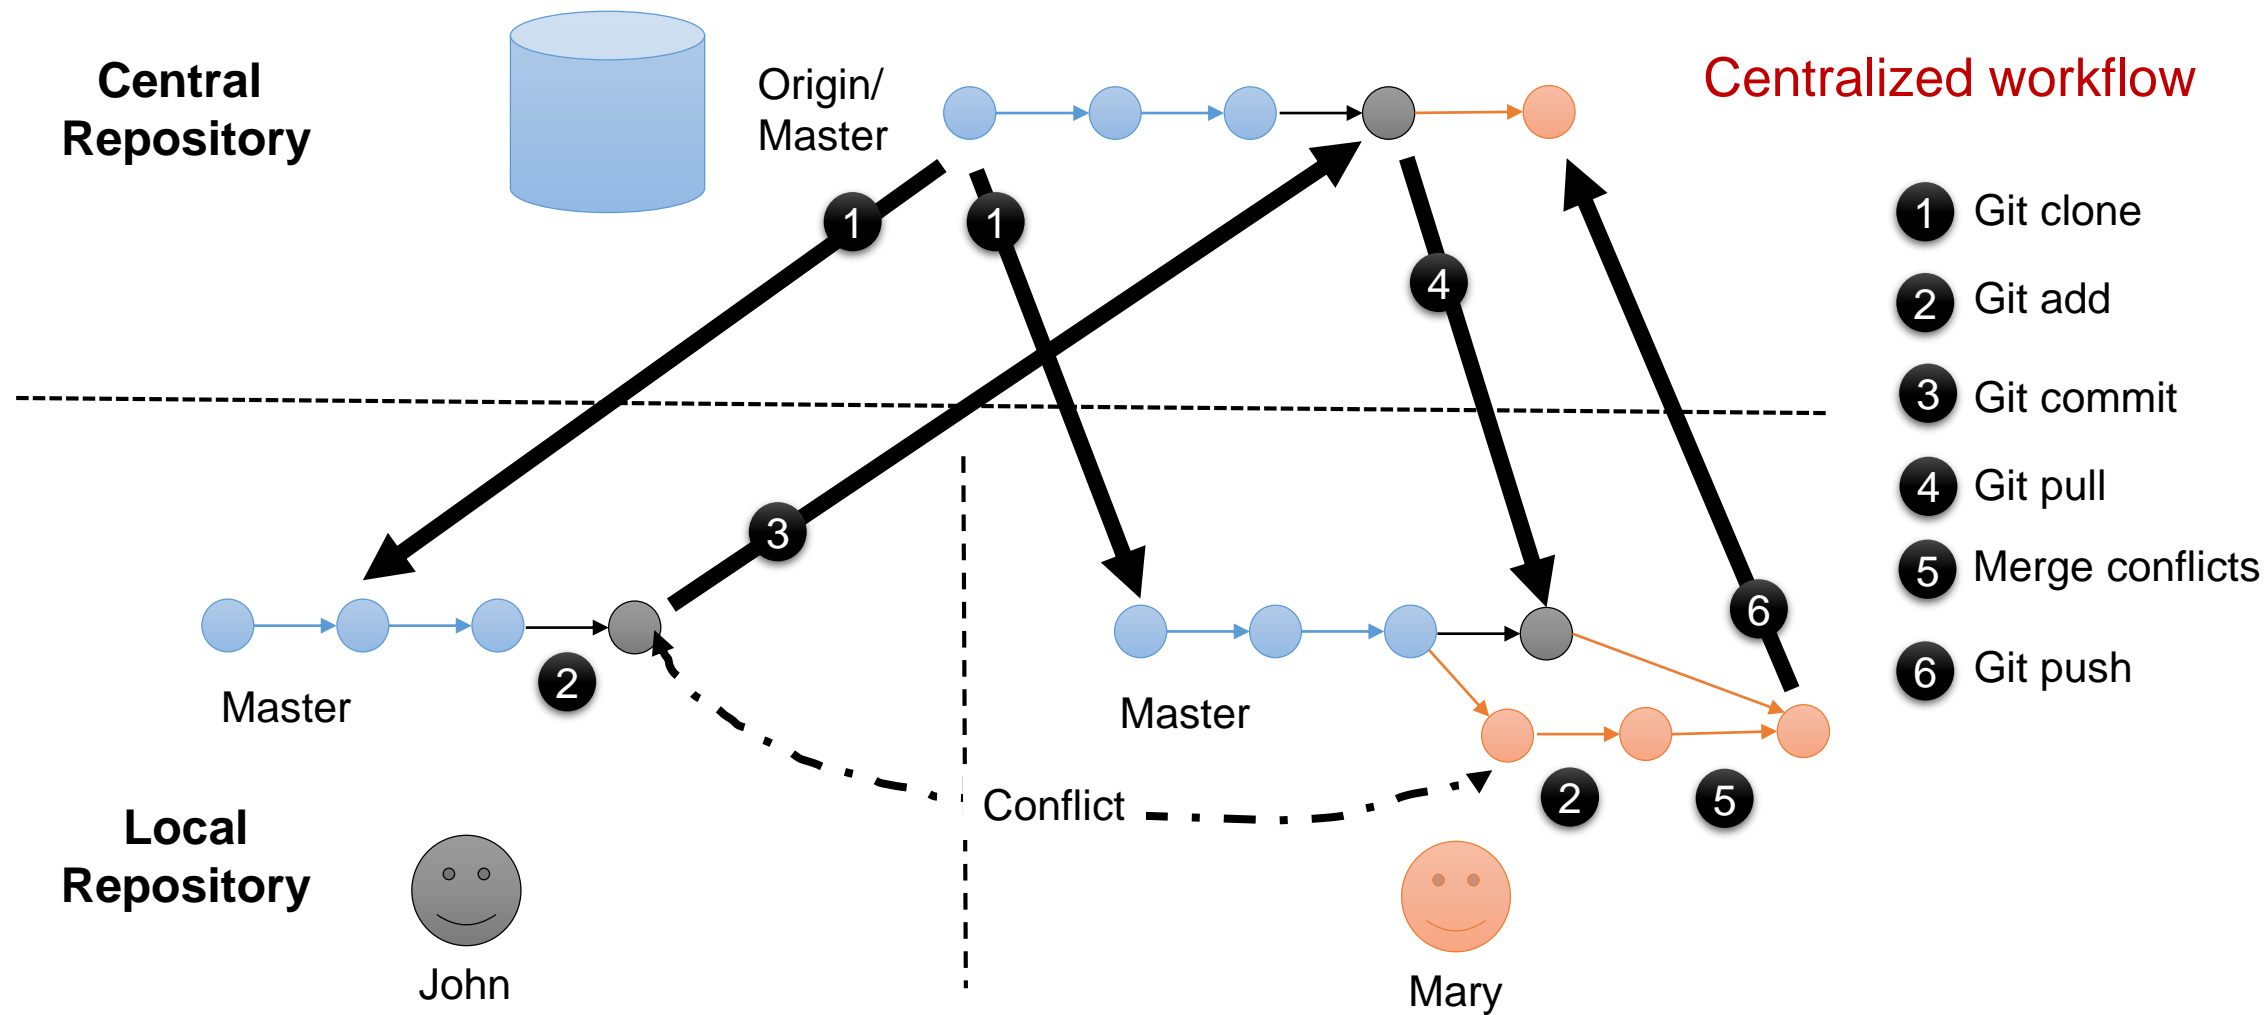 Central
Repository
Origin/
Master
Centralized workflow
1
1
4
3
6
1 Git clone
2 Git add
3 Git commit
4 Git pull
5 Merge conflicts
6 Git push
2
Master
Master
Conflict
2
5
Local
Repository
John
Mary